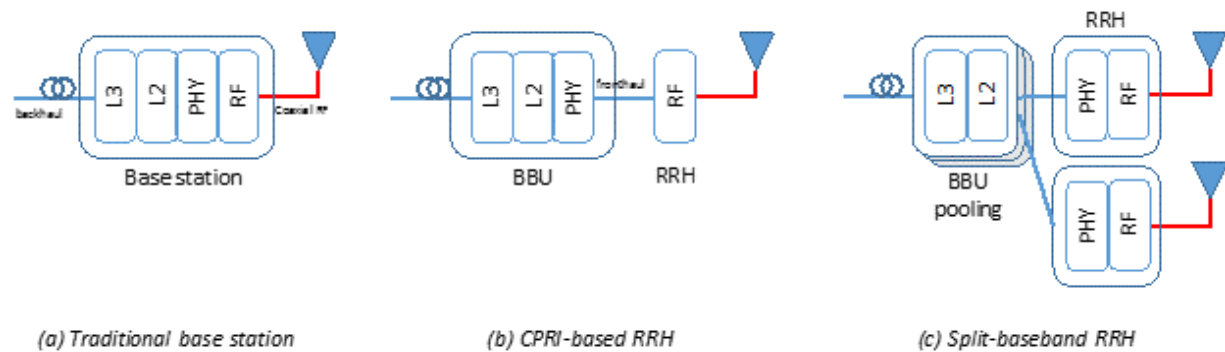 backhaul
L3
L2
PHY
RF
Coaxial RF
Base station
(a) Traditional base station
L3
L2
PHY
fronthaul
RF
BBU
RRH
(b) CPRI-based RRH
RRH
L3
L2
PHY
RF
BBU
pooling
PHY
RF
(c) Split-baseband RRH